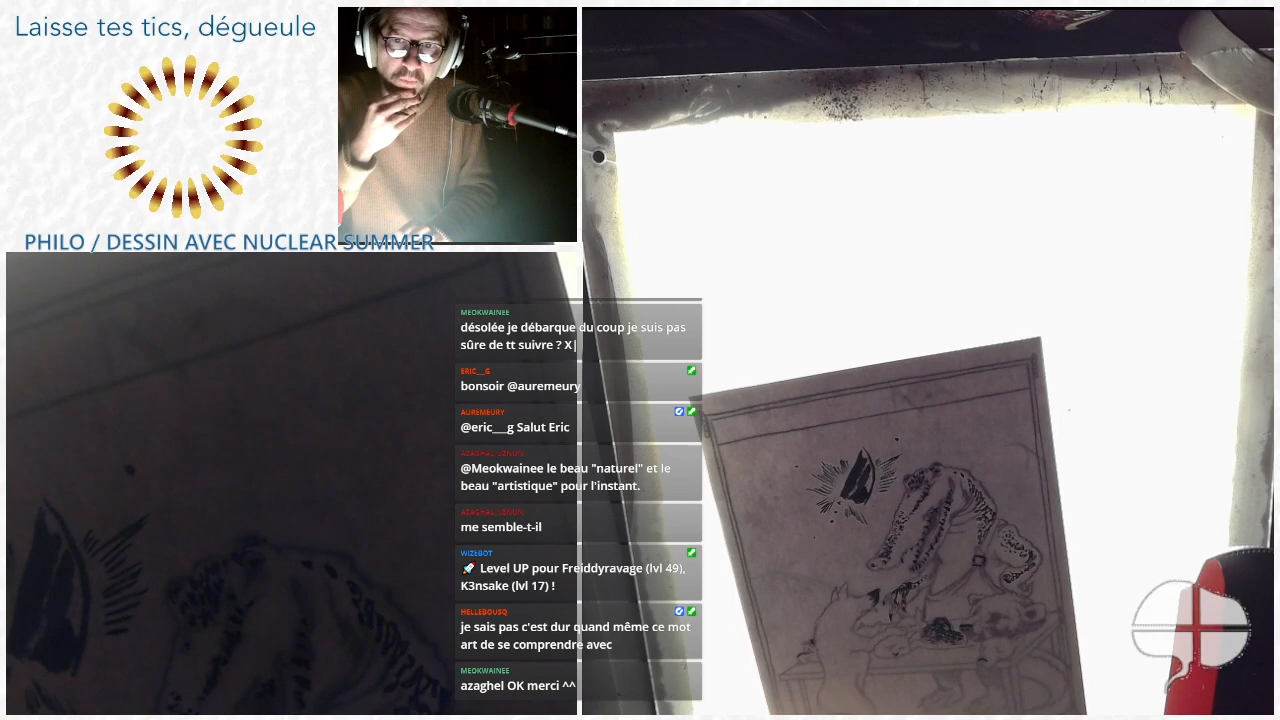 Laisse tes tics, dégueule
PHILO / DESSIN AVEC NUCLEAR SUMMER
MEOKWAINEE
désolée je débarque du coup je suis pas
sûre de tt suivre ? X|
ERIC__G
bonsoir @auremeury
AUREMEURY
@eric__g Salut Eric
@Meokwainee le beau "naturel" et le
beau "artistique" pour l'instant.
me semble-t-il
WIZEBOT
🚀 Level UP pour Freiddyravage (lvl 49),
K3nsake (lvl 17) !
HELLEBOUSQ
je sais pas c'est dur quand même ce mot
art de se comprendre avec
MEOKWAINEE
azaghel OK merci ^^